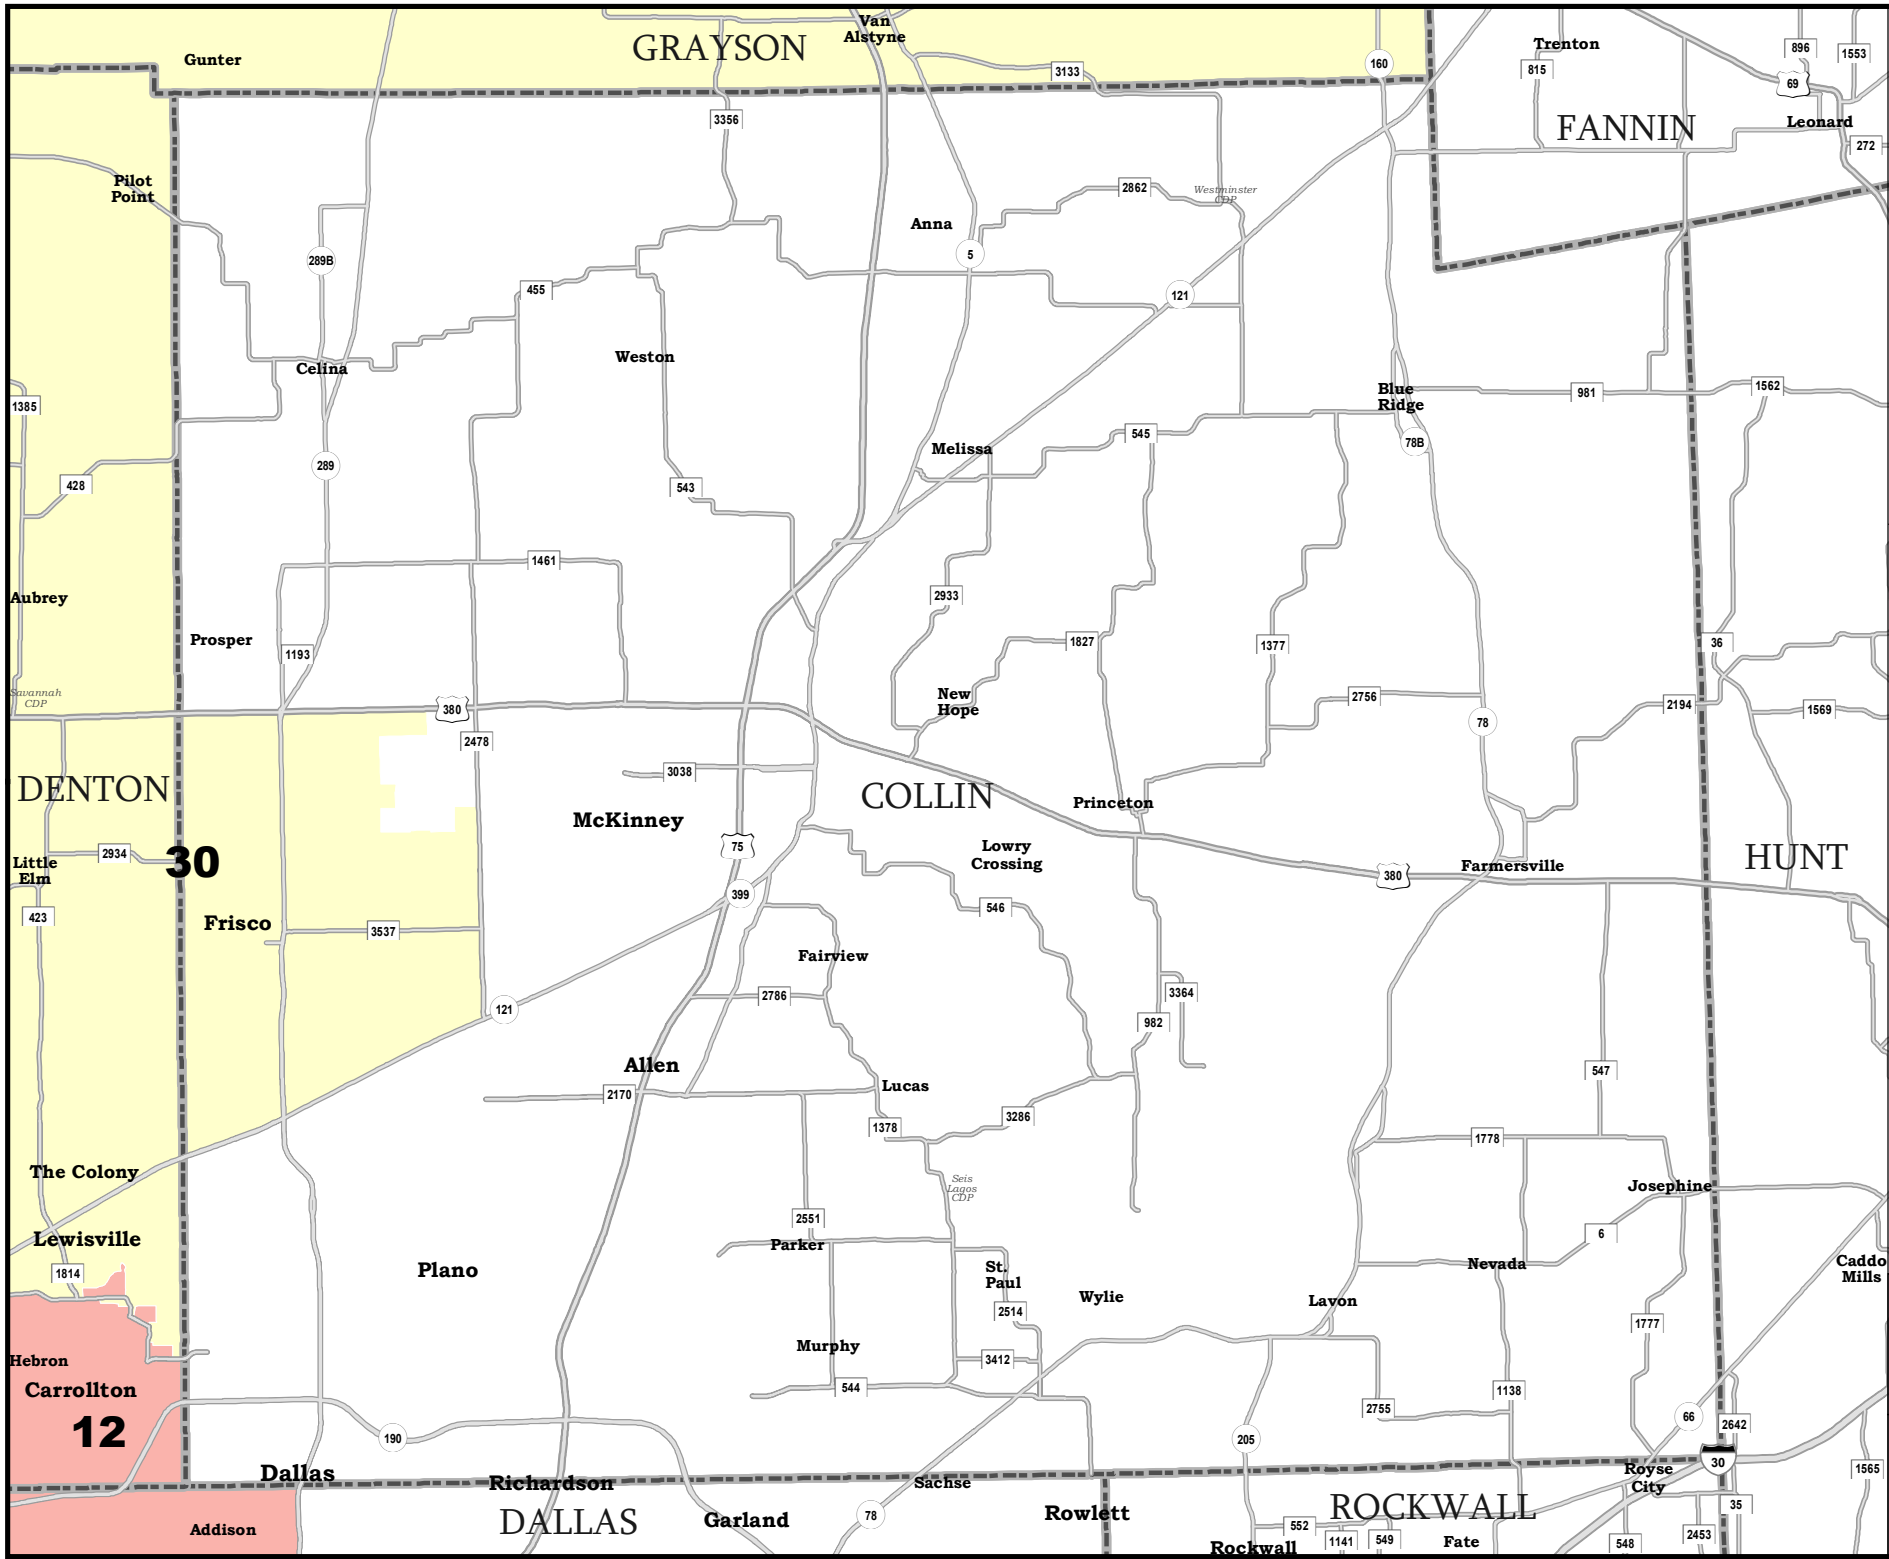 Van
Alstyne
GRAYSON
Gunter
Trenton
896
1553
160
3133
815
69
3356
FANNIN
Leonard
272
Pilot
Point
2862
Westminster
CDP
Anna
5
289B
455
121
Weston
Celina
Blue
Ridge
981
1562
1385
545
78B
Melissa
289
428
543
1461
2933
Aubrey
Prosper
1193
1827
1377
36
Savannah
CDP
New
Hope
2756
2194
1569
380
78
2478
3038
DENTON
COLLIN
Princeton
McKinney
75
Lowry
Crossing
2934
30
Little
Elm
380
Farmersville
HUNT
399
546
423
Frisco
3537
Fairview
2786
3364
121
982
Allen
2170
Lucas
547
1378
3286
1778
The Colony
Seis
Lagos
CDP
Josephine
2551
6
Lewisville
Parker
1814
Plano
St.
Paul
Nevada
Caddo
Mills
2514
Wylie
Lavon
1777
Murphy
3412
Hebron
Carrollton
544
1138
2755
12
190
205
66
2642
30
Dallas
Richardson
Sachse
Royse
City
1565
DALLAS
Garland
78
Rowlett
ROCKWALL
35
Addison
552
1141
549
Fate
548
2453
Rockwall